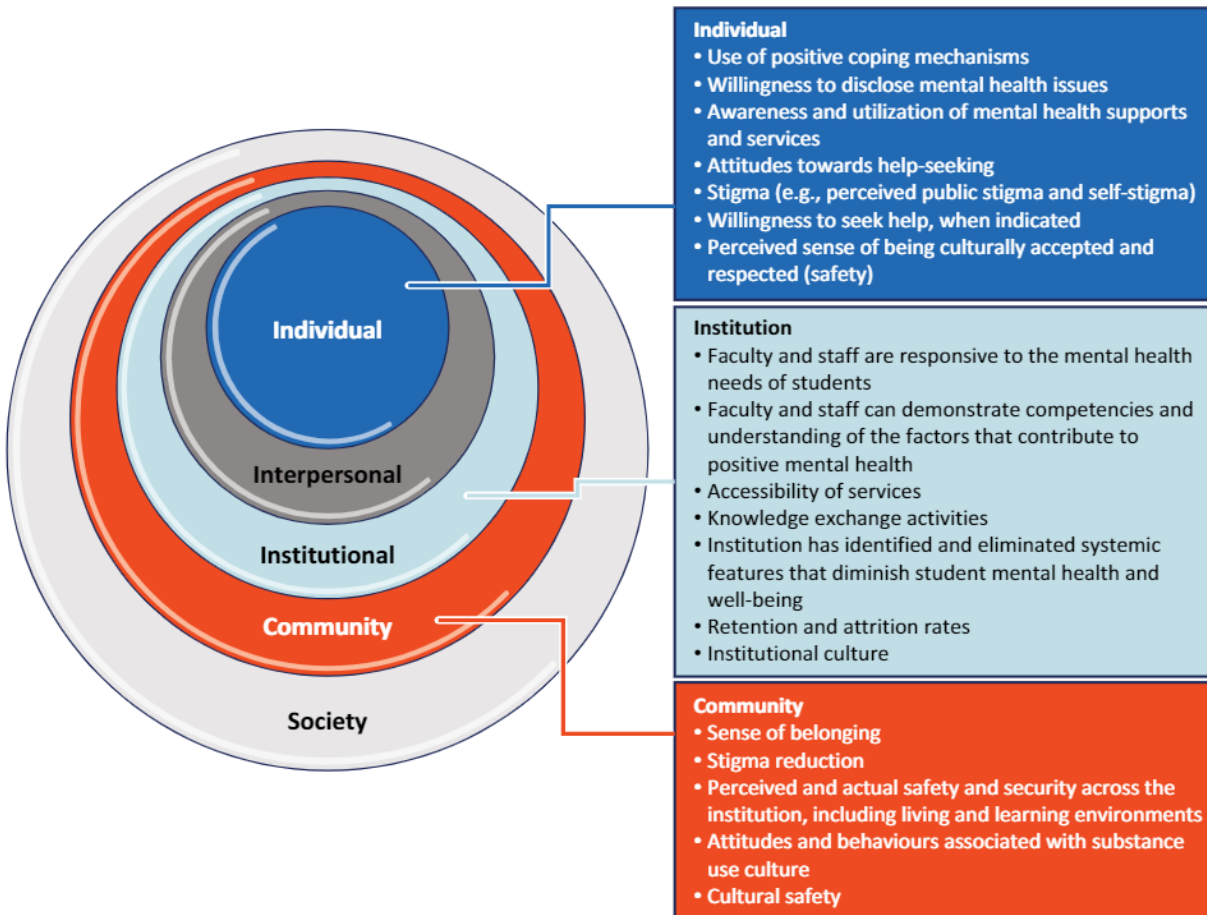 Individual
Interpersonal
Institutional
Community
Society
Individual
• Use of positive coping mechanisms
• Willingness to disclose mental health issues
• Awareness and utilization of mental health supports
and services
• Attitudes towards help-seeking
• Stigma (e.g., perceived public stigma and self-stigma)
• Willingness to seek help, when indicated
• Perceived sense of being culturally accepted and
respected (safety)
Institution
• Faculty and staff are responsive to the mental health
needs of students
• Faculty and staff can demonstrate competencies and
understanding of the factors that contribute to
positive mental health
• Accessibility of services
• Knowledge exchange activities
• Institution has identified and eliminated systemic
features that diminish student mental health and
well-being
• Retention and attrition rates
• Institutional culture
Community
• Sense of belonging
• Stigma reduction
• Perceived and actual safety and security across the
institution, including living and learning environments
• Attitudes and behaviours associated with substance
use culture
• Cultural safety